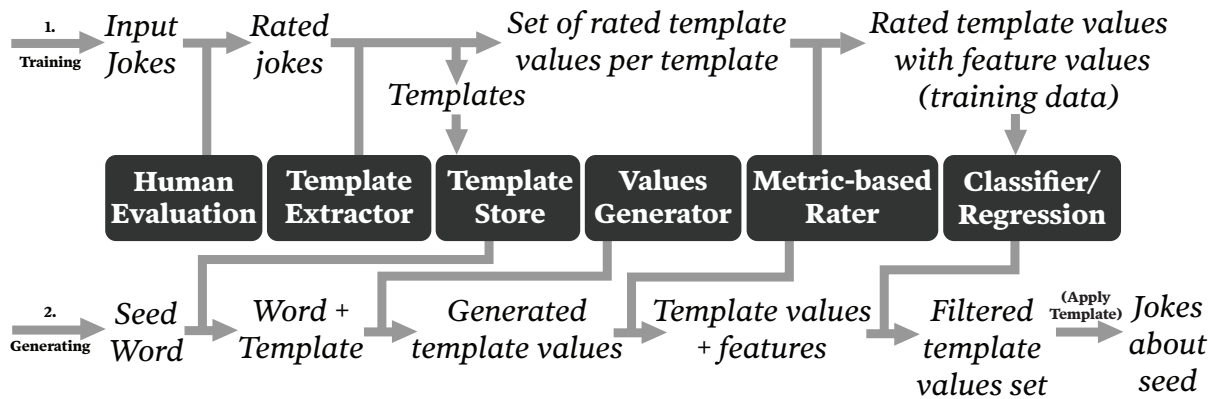 1.
Training
Input
Jokes
Rated
jokes
Set of rated template
values per template
Rated template values
with feature values
(training data)
Templates
Human
Evaluation
Template
Extractor
Template
Store
Values
Generator
Metric-based
Rater
Classifier/
Regression
2.
Generating
Seed
Word
Word +
Template
Generated
template values
Template values
+ features
Filtered
template
values set
(Apply
Template)
Jokes
about
seed